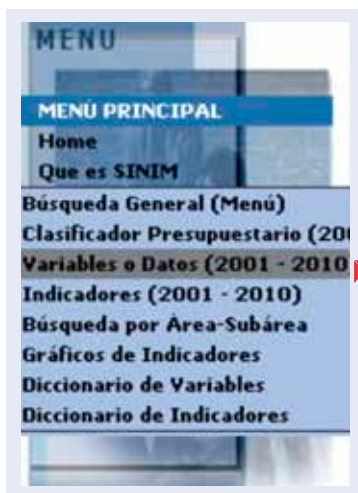 MENU
MENÚ PRINCIPAL
Home
Que es SINIM
Búsqueda General (Menú)
Clasificador Presupuestario (200
Variables o Datos (2001 - 2010
Indicadores (2001 - 2010)
Búsqueda por Área-Subárea
Gráficos de Indicadores
Diccionario de Variables
Diccionario de Indicadores